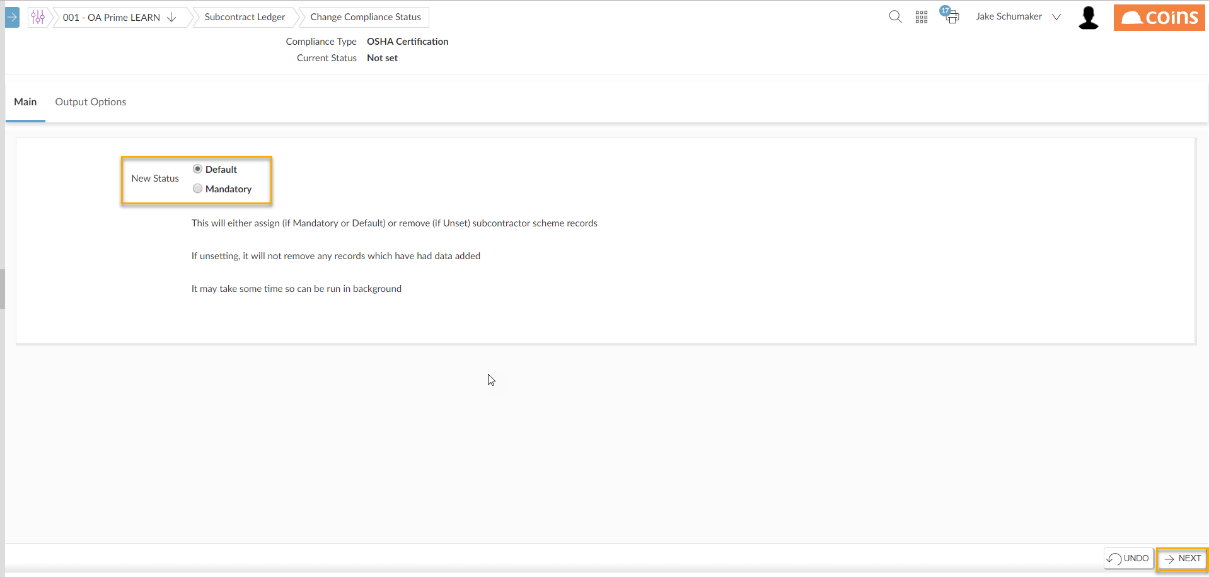 001 - OA Prime LEARN
Subcontract Ledger
Change Compliance Status
17
Jake Schumaker
coins
Compliance Type OSHA Certification
Current Status Not set
Main Output Options
New Status
Default
Mandatory
This will either assign (if Mandatory or Default) or remove (if Unset) subcontractor scheme records
If unsetting, it will not remove any records which have had data added
It may take some time so can be run in background
UNDO
NEXT